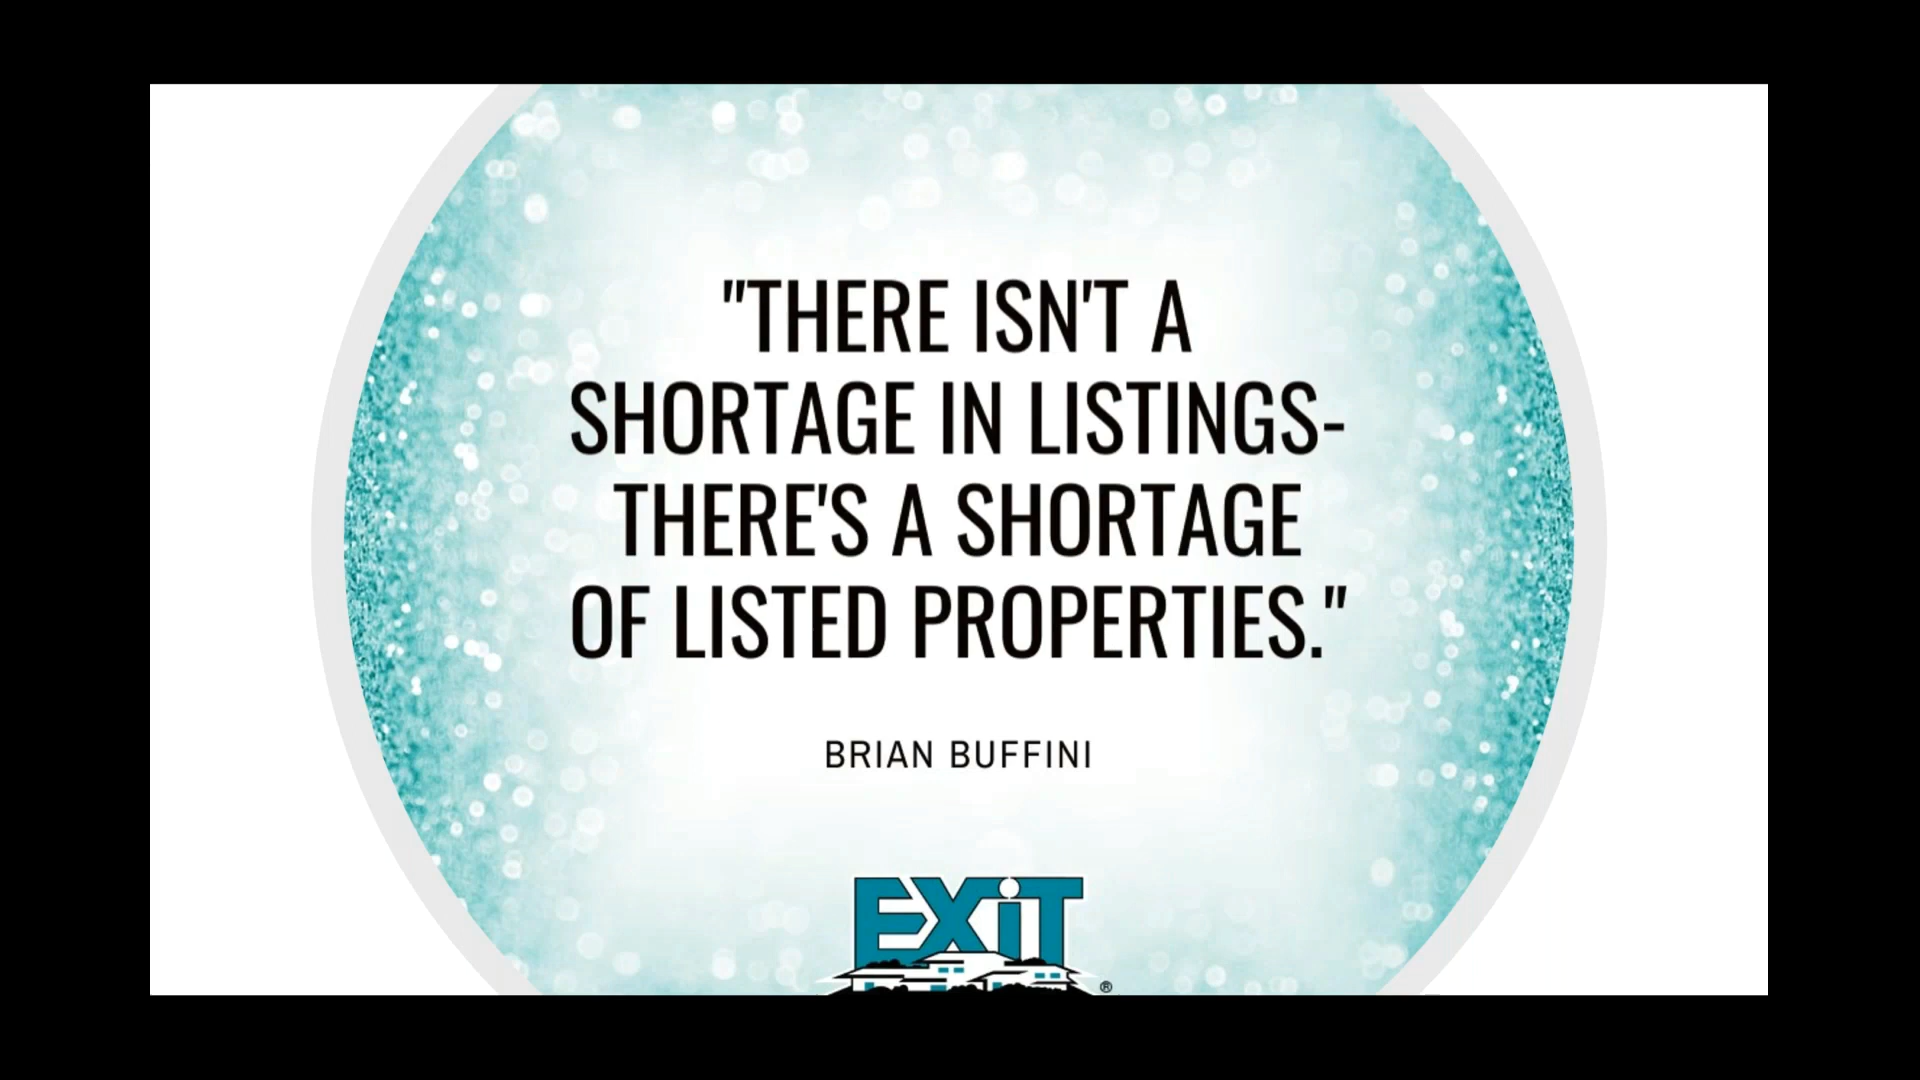 "THERE ISN'T A
SHORTAGE IN LISTINGS-
THERE'S A SHORTAGE
OF LISTED PROPERTIES."
BRIAN BUFFINI
EXiT
®